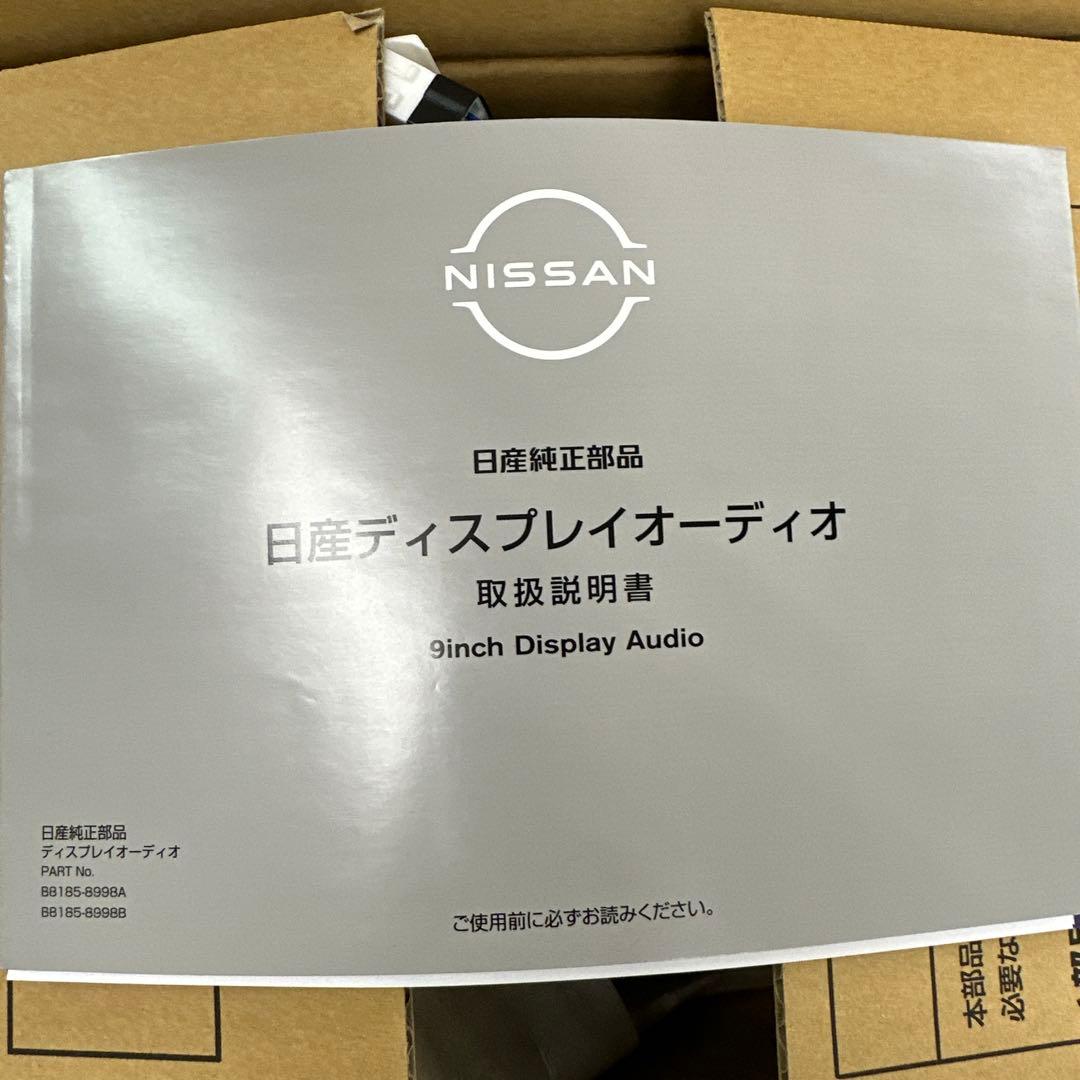 NISSAN
日産純正部品
日産ディスプレイオーディオ
取扱説明書
9inch Display Audio
日産純正部品
ディスプレイオーディオ
PART No.
B8185-8998A
B8185-8998B
ご使用前に必ずお読みください。
本部品
必要な